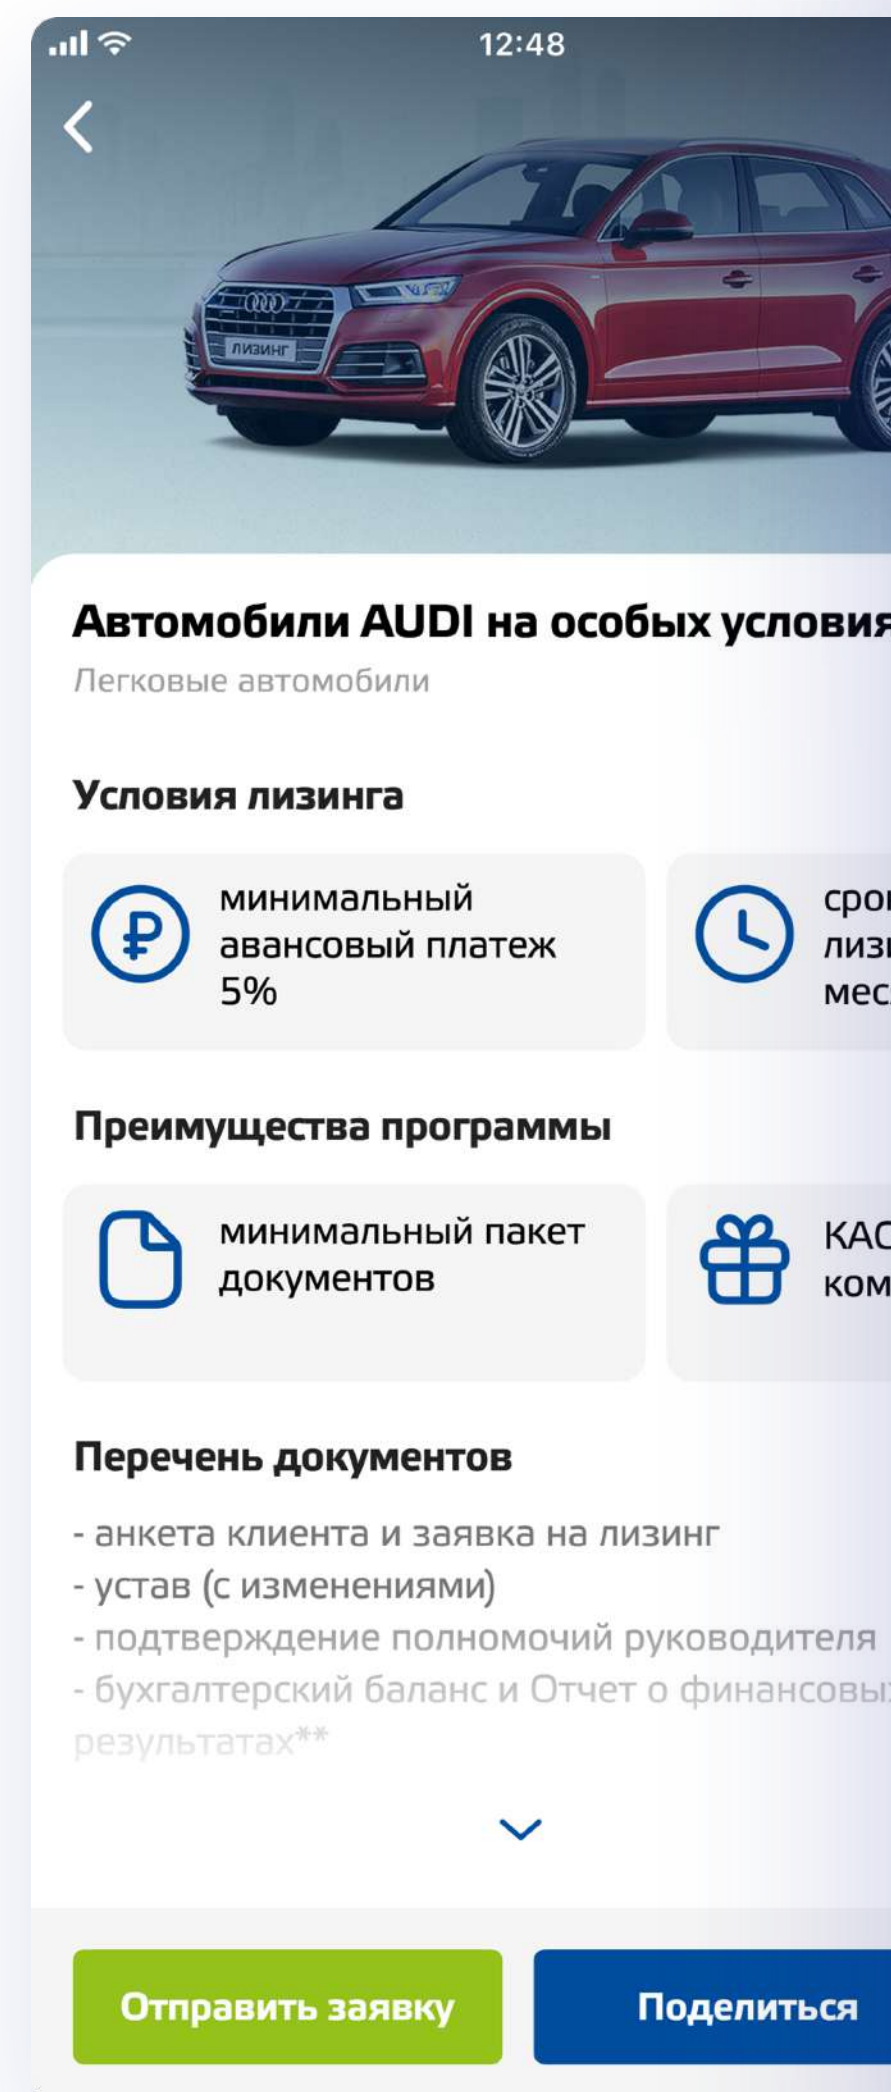 12:48
ЛИЗИНГ
Автомобили AUDI на особых
Легковые автомобили
Условия лизинга
минимальный
авансовый платеж
5%
Преимущества программы
минимальный пакет
документов
Перечень документов
- анкета клиента и заявка на лизинг
- устав (с изменениями)
- подтверждение полномочий руководителя
- бухгалтерский баланс и Отчет о
результатах**
Отправить заявку
Поделиться